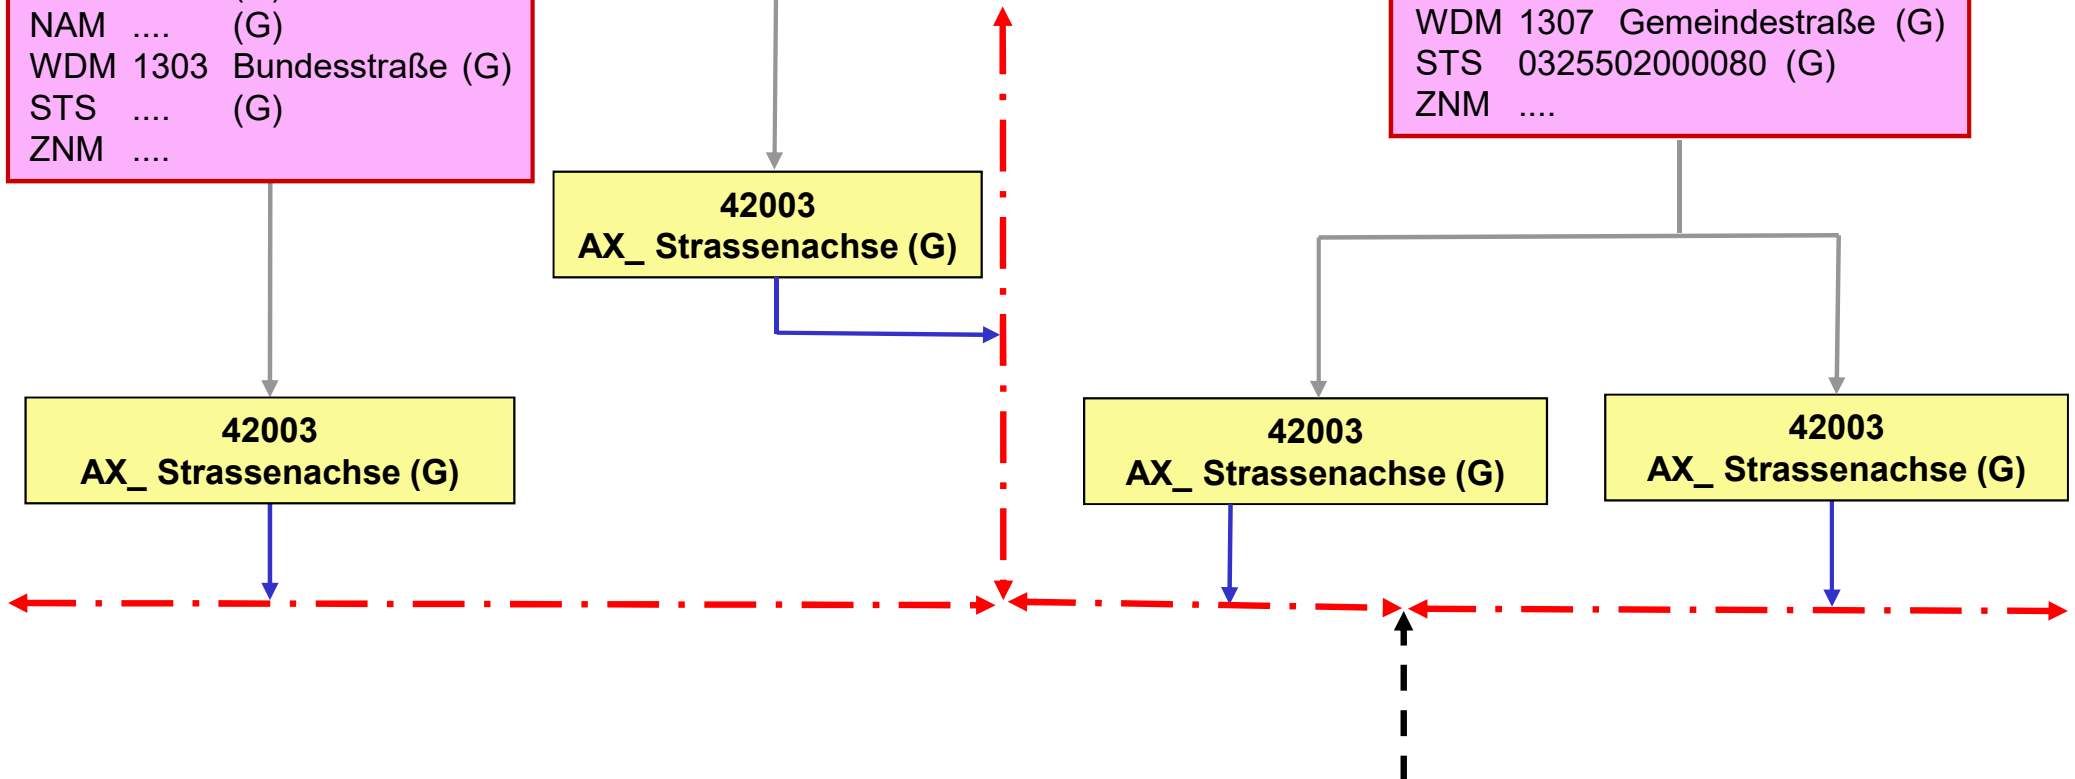 NAM .... (G)
WDM 1303 Bundesstraße (G)
STS .... (G)
ZNM ....
WDM 1307 Gemeindestraße (G)
STS 0325502000080 (G)
ZNM ....
42003
AX_ Strassenachse (G)
42003
AX_ Strassenachse (G)
42003
AX_ Strassenachse (G)
42003
AX_ Strassenachse (G)